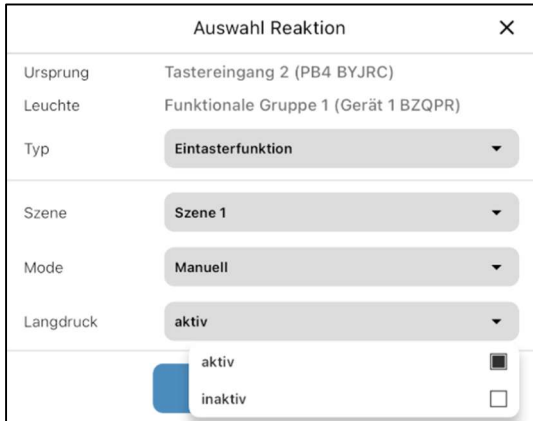 Auswahl Reaktion
Ursprung Tastereingang 2 (PB4 BYJRC)
Leuchte Funktionale Gruppe 1 (Gerät 1 BZQPR)
Typ Eintasterfunktion
Szene Szene 1
Mode Manuell
Langdruck aktiv
aktiv
inaktiv